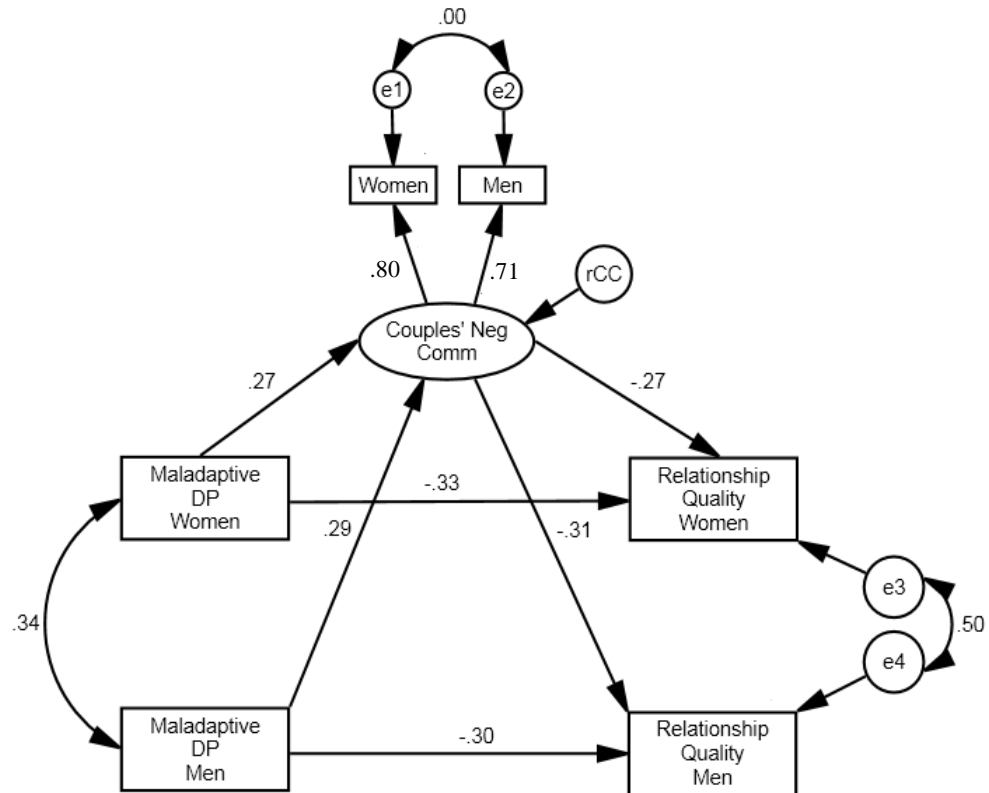 .00
e1
e2
Women
Men
.80
.71
rCC
Couples' Neg
Comm
.27
-.27
Maladaptive
DP
Women
-.33
Relationship
Quality
Women
.29
-.31
e3
.34
.50
e4
Maladaptive
DP
Men
-.30
Relationship
Quality
Men